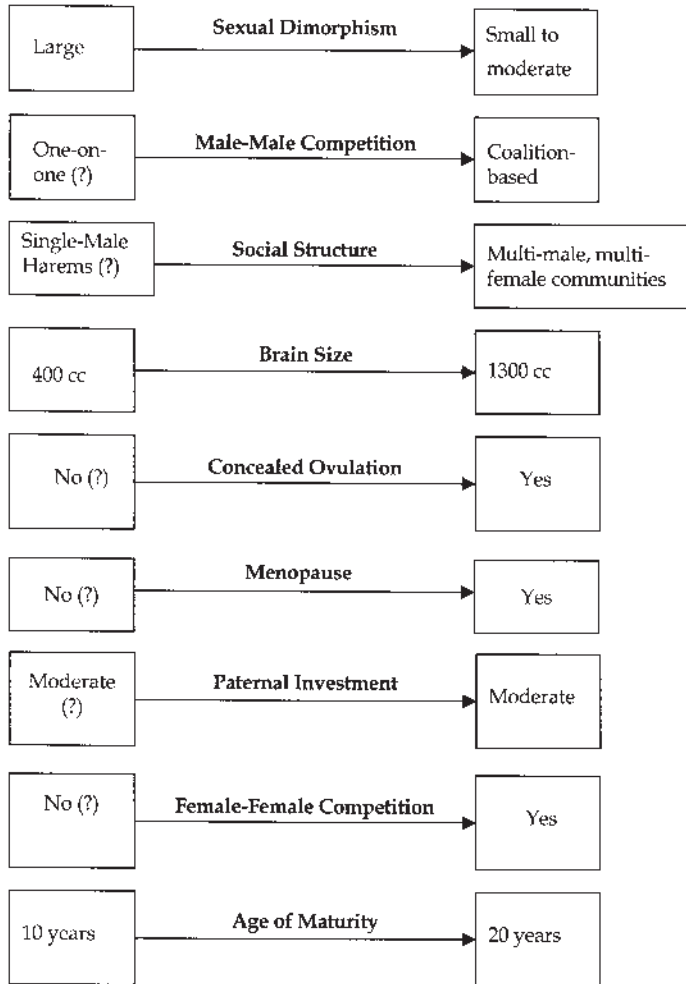 Sexual Dimorphism
Large
Small to
moderate
Male-Male Competition
One-on-
one (?)
Coalition-
based
Single-Male
Harems (?)
Social Structure
Multi-male, multi-
female communities
Brain Size
400 cc
1300 cc
Concealed Ovulation
No (?)
Yes
Menopause
No (?)
Yes
Paternal Investment
Moderate
(?)
Moderate
Female-Female Competition
No (?)
Yes
Age of Maturity
10 years
20 years